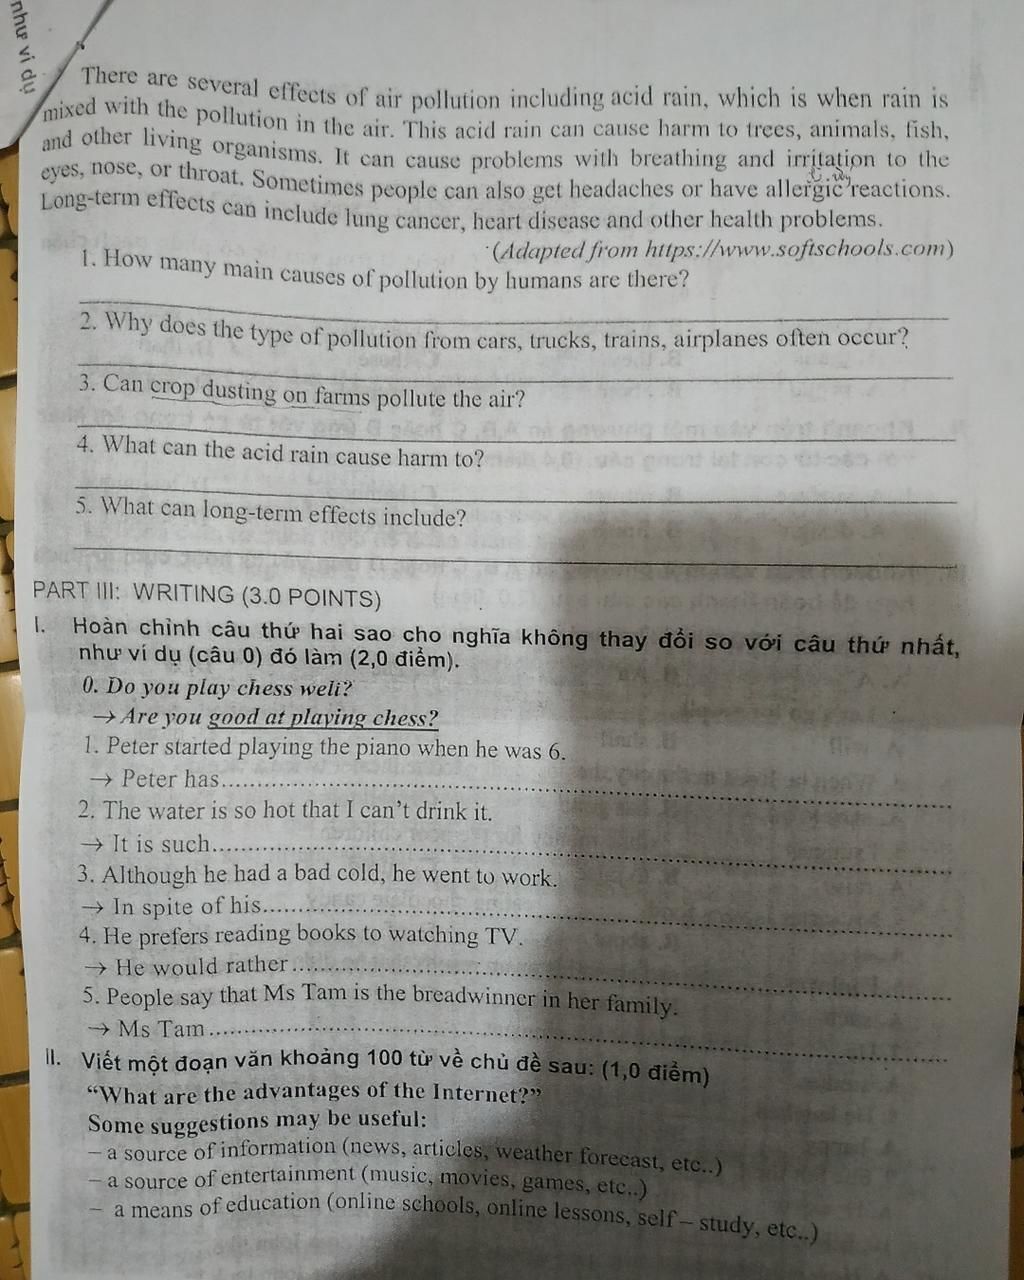 như ví dụ
There are several effects of air pollution including acid rain, which is when rain is
mixed with the pollution in the air. This acid rain can cause harm to trees, animals, fish,
and other living organisms. It can cause problems with breathing and irritation to the
eyes, nose, or throat. Sometimes people can also get headaches or have allergic reactions.
Long-term effects can include lung cancer, heart disease and other health problems.
(Adapted from https://www.softschools.com)
1. How many main causes of pollution by humans are there?
2. Why does the type of pollution from cars, trucks, trains, airplanes often occur?
3. Can crop dusting on farms pollute the air?
4. What can the acid rain cause harm to?
5. What can long-term effects include?
PART III: WRITING (3.0 POINTS)
I. Hoàn chỉnh câu thứ hai sao cho nghĩa không thay đổi so với câu thứ nhất,
như ví dụ (câu 0) đó làm (2,0 điểm).
0. Do you play chess well?
→ Are you good at playing chess?
1. Peter started playing the piano when he was 6.
→ Peter has....................
2. The water is so hot that I can't drink it.
→ It is such....................
3. Although he had a bad cold, he went to work.
→ In spite of his....................
4. He prefers reading books to watching TV.
→ He would rather....................
5. People say that Ms Tam is the breadwinner in her family.
→ Ms Tam....................
II. Viết một đoạn văn khoảng 100 từ về chủ đề sau: (1,0 điểm)
"What are the advantages of the Internet?"
Some suggestions may be useful:
– a source of information (news, articles, weather forecast, etc..)
– a source of entertainment (music, movies, games, etc..)
– a means of education (online schools, online lessons, self – study, etc..)